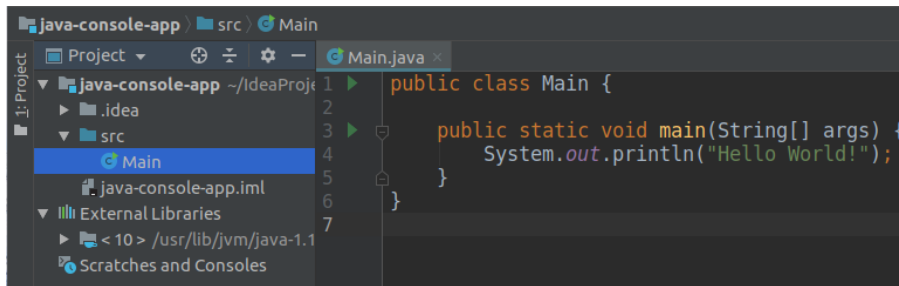 java-console-app 〉 src 〉 Main
1: Project
Project
java-console-app ~/IdeaProje
.idea
src
Main
java-console-app.iml
External Libraries
< 10 > /usr/lib/jvm/java-1.1
Scratches and Consoles
Main.java ×
1 public class Main {
2
3 public static void main(String[] args) {
4 System.out.println("Hello World!");
5 }
6 }
7